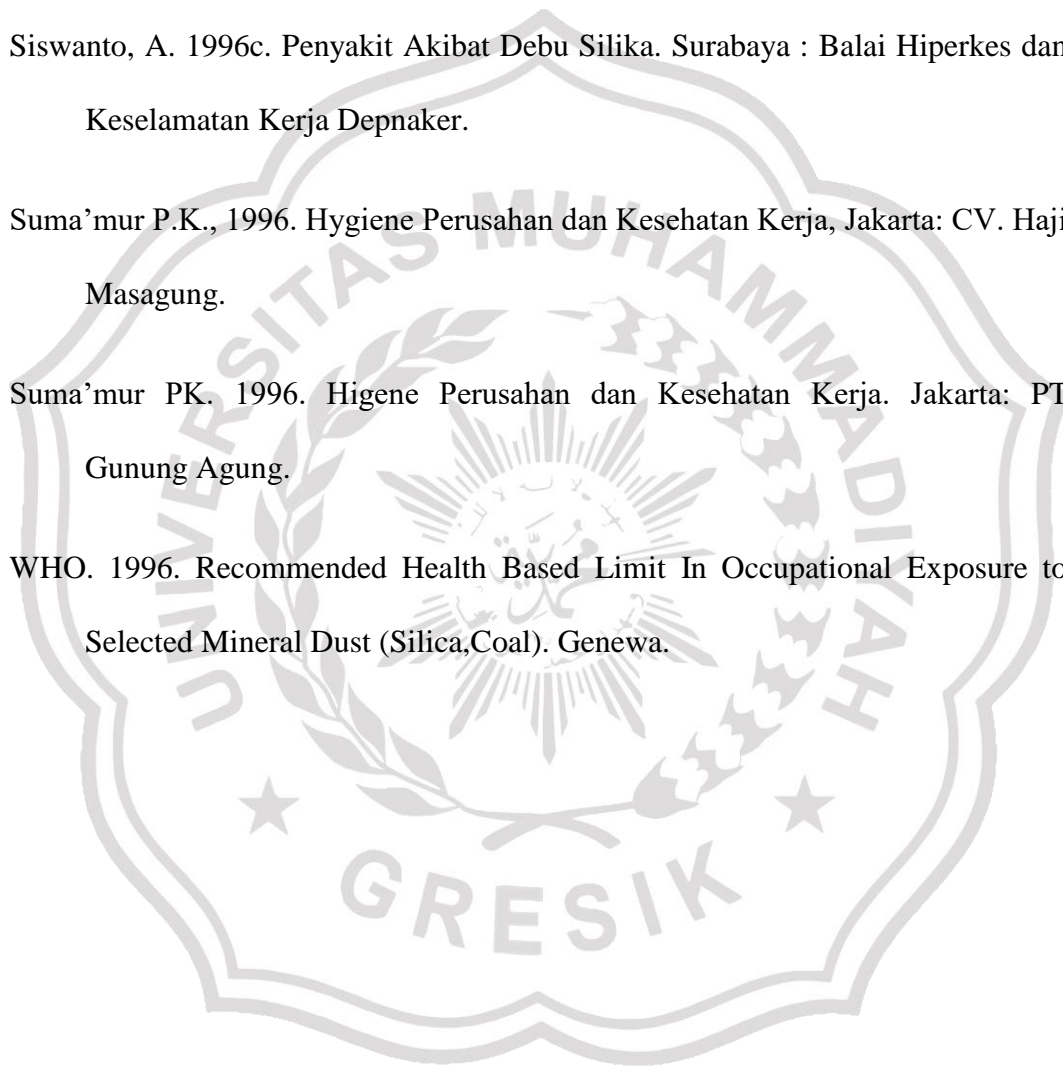 Siswanto, A. 1996c. Penyakit Akibat Debu Silika. Surabaya : Balai Hiperkes dan
Keselamatan Kerja Depnaker.
Suma’mur P.K., 1996. Hygiene Perusahan dan Kesehatan Kerja, Jakarta: CV. Haji
Masagung.
Suma’mur PK. 1996. Higene Perusahan dan Kesehatan Kerja. Jakarta: PT
Gunung Agung.
WHO. 1996. Recommended Health Based Limit In Occupational Exposure to
Selected Mineral Dust (Silica,Coal). Genewa.
UNIVERSITAS MUHAMMADIYAH
GRESIK